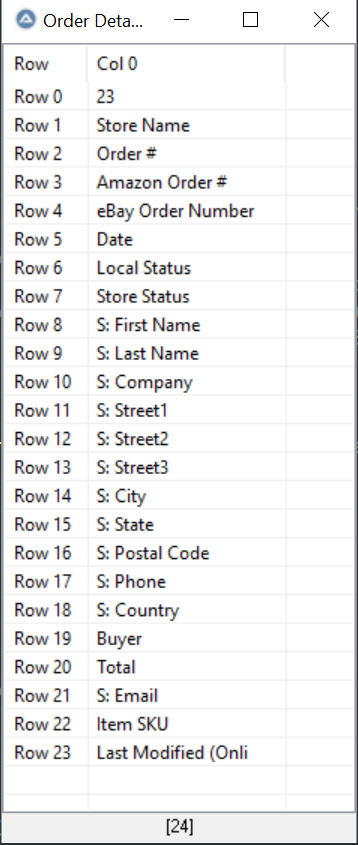 Order Deta...
Row Col 0
Row 0 23
Row 1 Store Name
Row 2 Order #
Row 3 Amazon Order #
Row 4 eBay Order Number
Row 5 Date
Row 6 Local Status
Row 7 Store Status
Row 8 S: First Name
Row 9 S: Last Name
Row 10 S: Company
Row 11 S: Street1
Row 12 S: Street2
Row 13 S: Street3
Row 14 S: City
Row 15 S: State
Row 16 S: Postal Code
Row 17 S: Phone
Row 18 S: Country
Row 19 Buyer
Row 20 Total
Row 21 S: Email
Row 22 Item SKU
Row 23 Last Modified (Onli
[24]